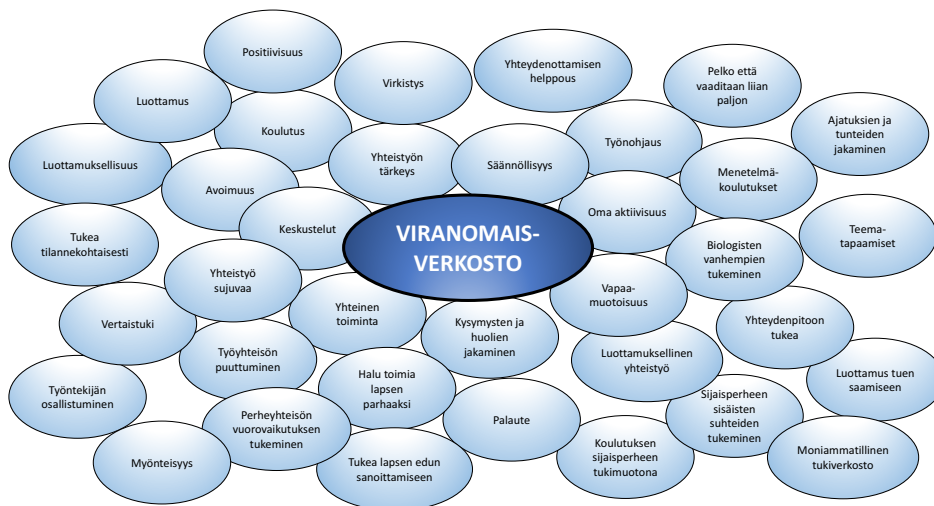 Positiivisuus
Virkistys
Yhteydenottamisen
helppous
Pelko että
vaaditaan liian
paljon
Luottamus
Koulutus
Työnohjaus
Ajatuksien ja
tunteiden
jakaminen
Luottamuksellisuus
Avoimuus
Yhteistyön
tärkeys
Säännöllisyys
Menetelmä-
koulutukset
Tukea
tilannekohtaisesti
Keskustelut
VIRANOMAIS-
VERKOSTO
Oma aktiivisuus
Biologisten
vanhempien
tukeminen
Teema-
tapaamiset
Yhteistyö
sujuvaa
Vapaa-
muotoisuus
Vertaistuki
Yhteinen
toiminta
Kysymysten ja
huolien
jakaminen
Yhteydenpitoon
tukea
Työyhteisön
puuttuminen
Luottamuksellinen
yhteistyö
Luottamus tuen
saamiseen
Työntekijän
osallistuminen
Halu toimia
lapsen
parhaaksi
Sijaisperheen
sisäisten
suhteiden
tukeminen
Perheyhteisön
vuorovaikutuksen
tukeminen
Palaute
Myönteisyys
Tukea lapsen edun
sanoittamiseen
Koulutuksen
sijaisperheen
tukimuotona
Moniammatillinen
tukiverkosto